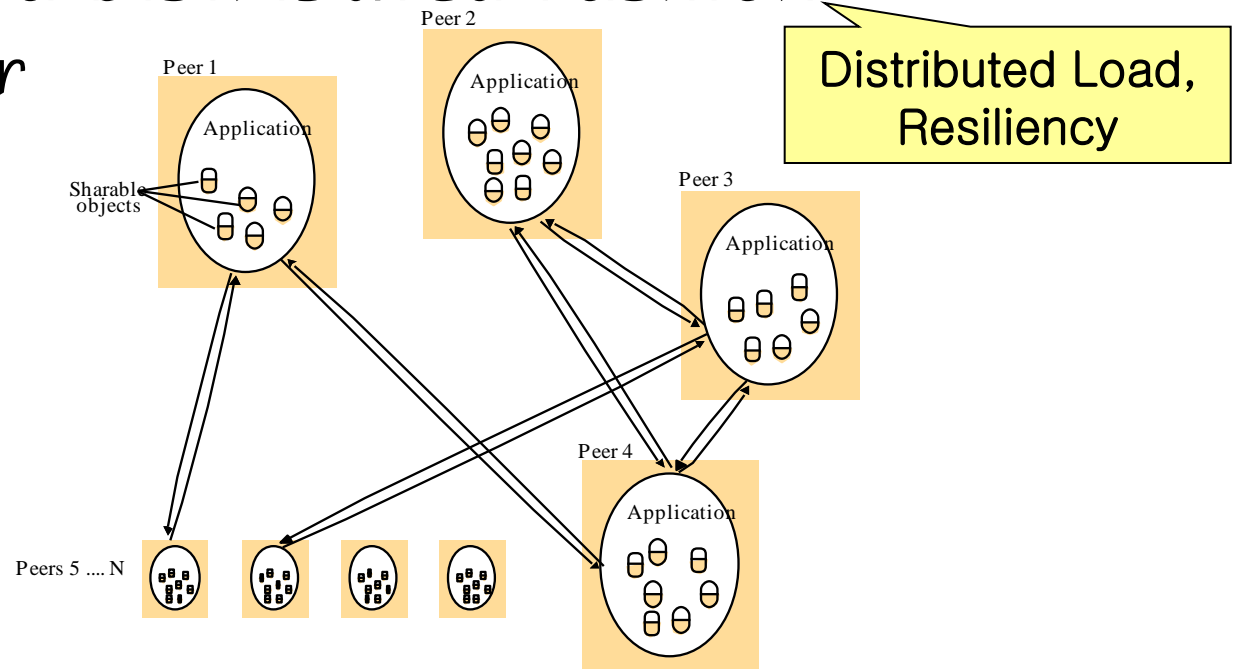 Peer 2
Distributed Load,
Resiliency
r
Peer 1
Application
Application
Peer 3
Sharable
objects
Application
Peer 4
Application
Peers 5 .... N